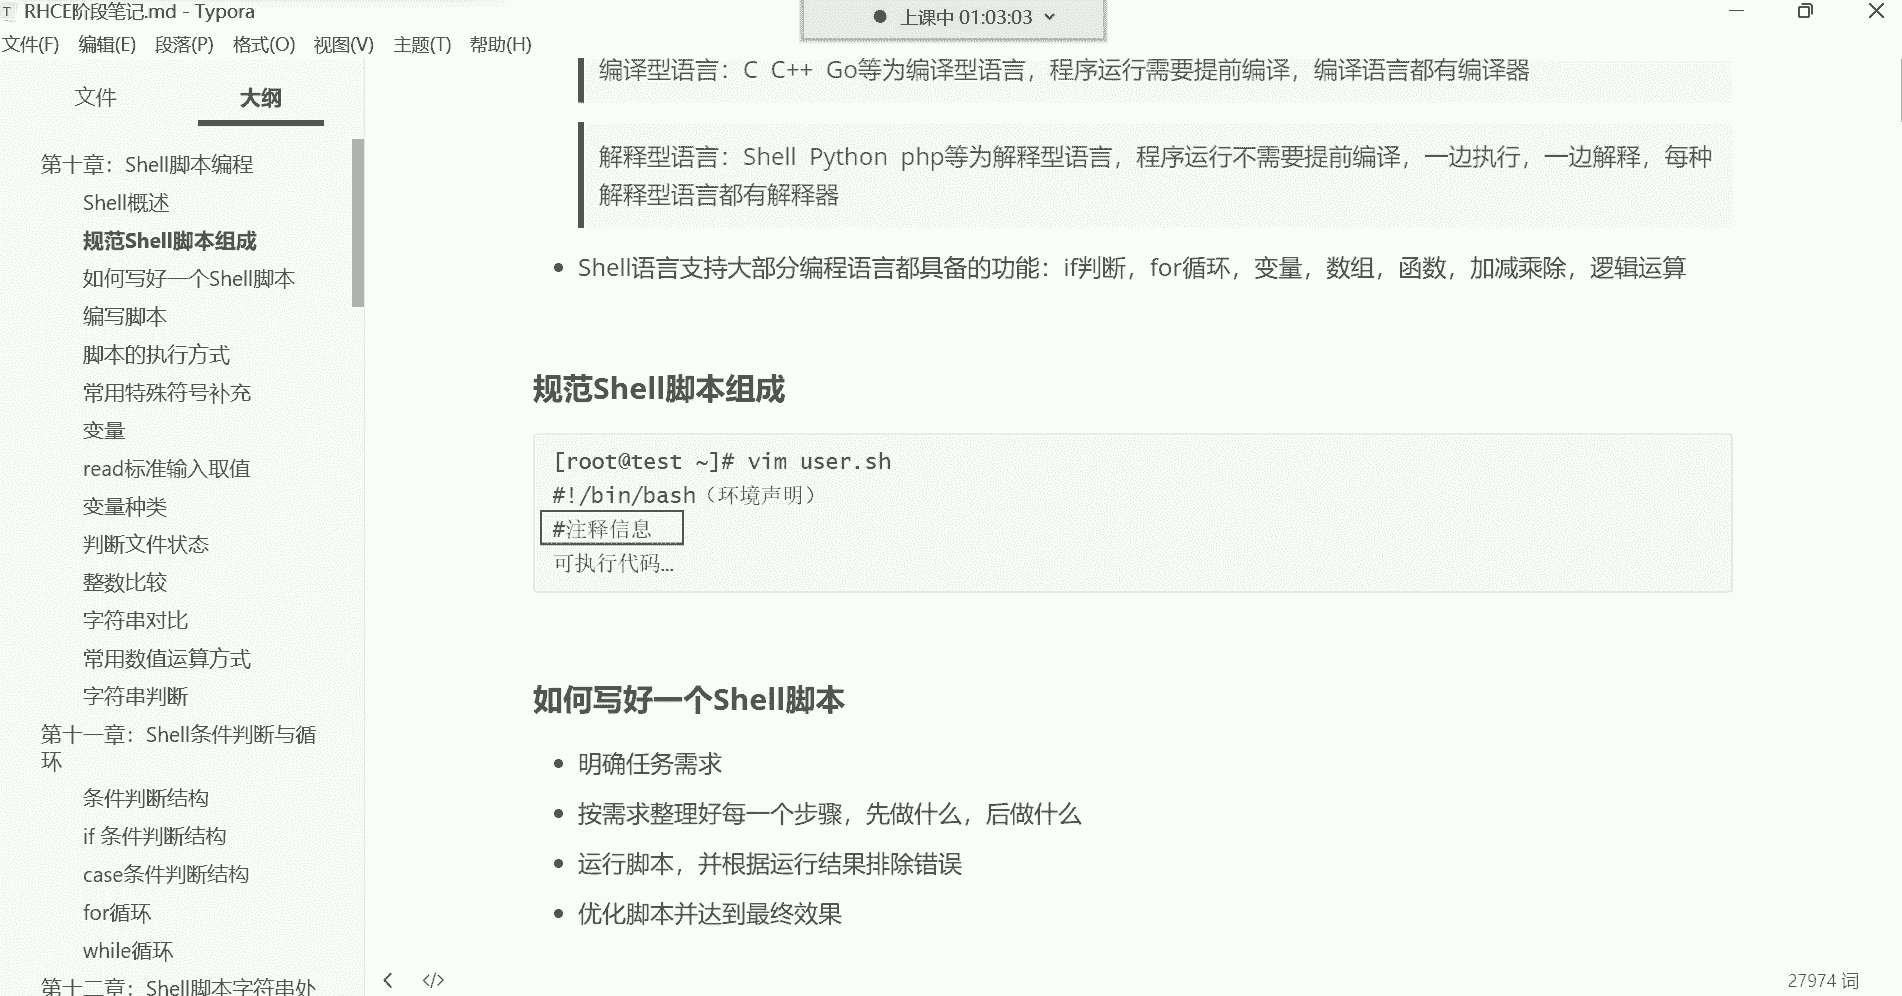 RHCE阶段笔记.md - Typora
上课中 01:03:03
文件(F) 编辑(E) 段落(P) 格式(O) 视图(V) 主题(T) 帮助(H)
文件 大纲
第十章：Shell脚本编程
Shell概述
规范Shell脚本组成
如何写好一个Shell脚本
编写脚本
脚本的执行方式
常用特殊符号补充
变量
read标准输入取值
变量种类
判断文件状态
整数比较
字符串对比
常用数值运算方式
字符串判断
第十一章：Shell条件判断与循
环
条件判断结构
if 条件判断结构
case条件判断结构
for循环
while循环
第十二章：Shell脚本字符串处
编译型语言：C C++ Go等为编译型语言，程序运行需要提前编译，编译语言都有编译器
解释型语言：Shell Python php等为解释型语言，程序运行不需要提前编译，一边执行，一边解释，每种
解释型语言都有解释器
Shell语言支持大部分编程语言都具备的功能：if判断，for循环，变量，数组，函数，加减乘除，逻辑运算
规范Shell脚本组成
[root@test ~]# vim user.sh
#!/bin/bash（环境声明）
#注释信息
可执行代码...
如何写好一个Shell脚本
明确任务需求
按需求整理好每一个步骤，先做什么，后做什么
运行脚本，并根据运行结果排除错误
优化脚本并达到最终效果
27974 词